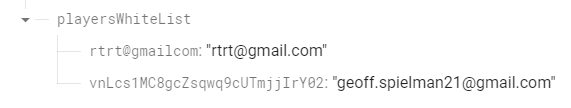 playersWhiteList
rtrt@gmailcom: "rtrt@gmail.com"
vnLcs1MC8gcZsqwq9cUTmjjIrY02: "geoff.spielman21@gmail.com"